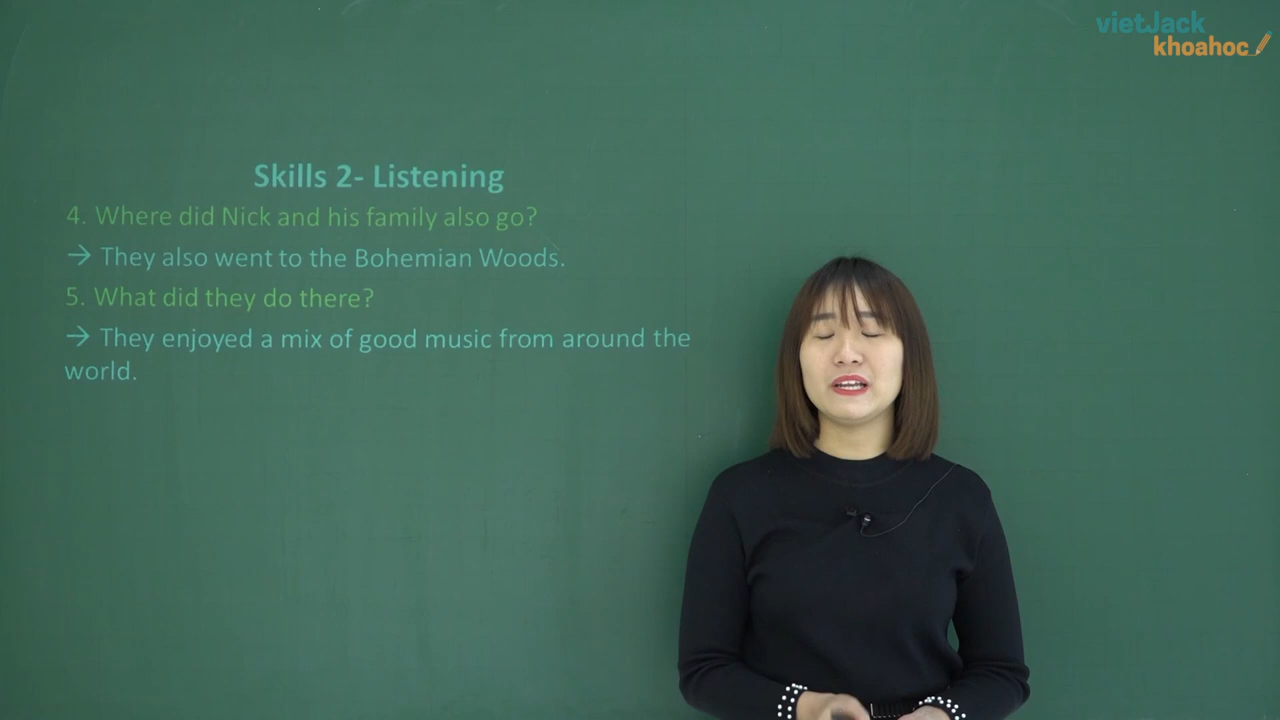 vietJack
khoahoc
Skills 2- Listening
4. Where did Nick and his family also go?
→ They also went to the Bohemian Woods.
5. What did they do there?
→ They enjoyed a mix of good music from around the
world.